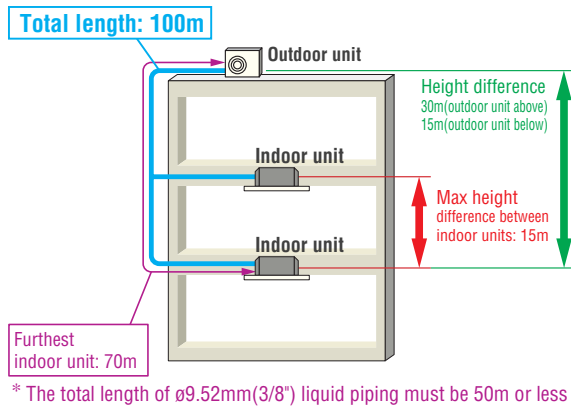 Total length: 100m
Outdoor unit
Height difference
30m(outdoor unit above)
15m(outdoor unit below)
Indoor unit
Max height
difference between
indoor units: 15m
Indoor unit
Furthest
indoor unit: 70m
* The total length of ø9.52mm(3/8") liquid piping must be 50m or less